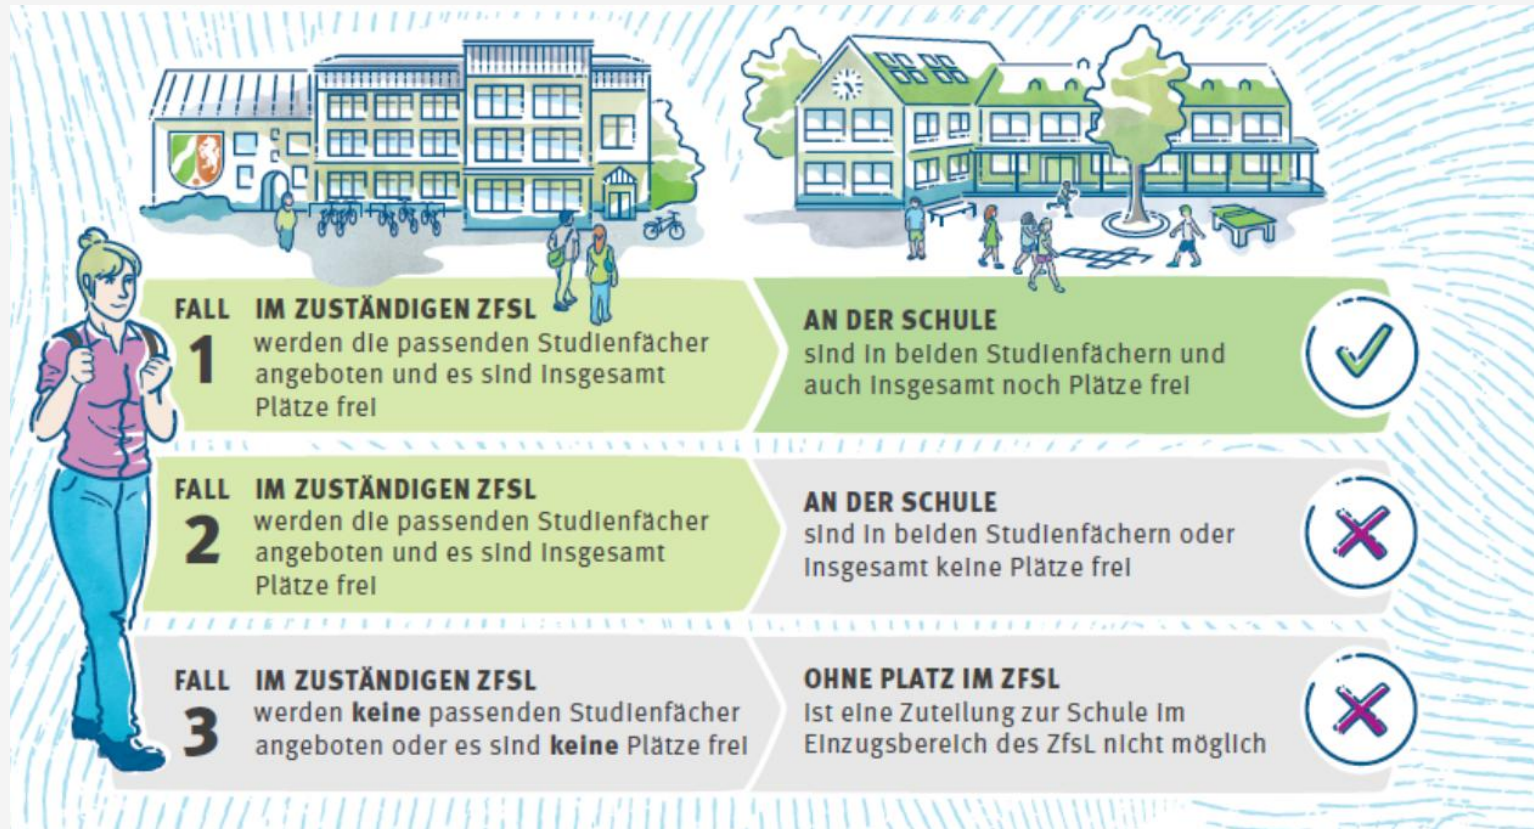 FALL 1
IM ZUSTÄNDIGEN ZFSL
werden die passenden Studienfächer
angeboten und es sind insgesamt
Plätze frei
AN DER SCHULE
sind in beiden Studienfächern und
auch insgesamt noch Plätze frei
FALL 2
IM ZUSTÄNDIGEN ZFSL
werden die passenden Studienfächer
angeboten und es sind insgesamt
Plätze frei
AN DER SCHULE
sind in beiden Studienfächern oder
insgesamt keine Plätze frei
FALL 3
IM ZUSTÄNDIGEN ZFSL
werden keine passenden Studienfächer
angeboten oder es sind keine Plätze frei
OHNE PLATZ IM ZFSL
ist eine Zuteilung zur Schule im
Einzugsbereich des ZfsL nicht möglich